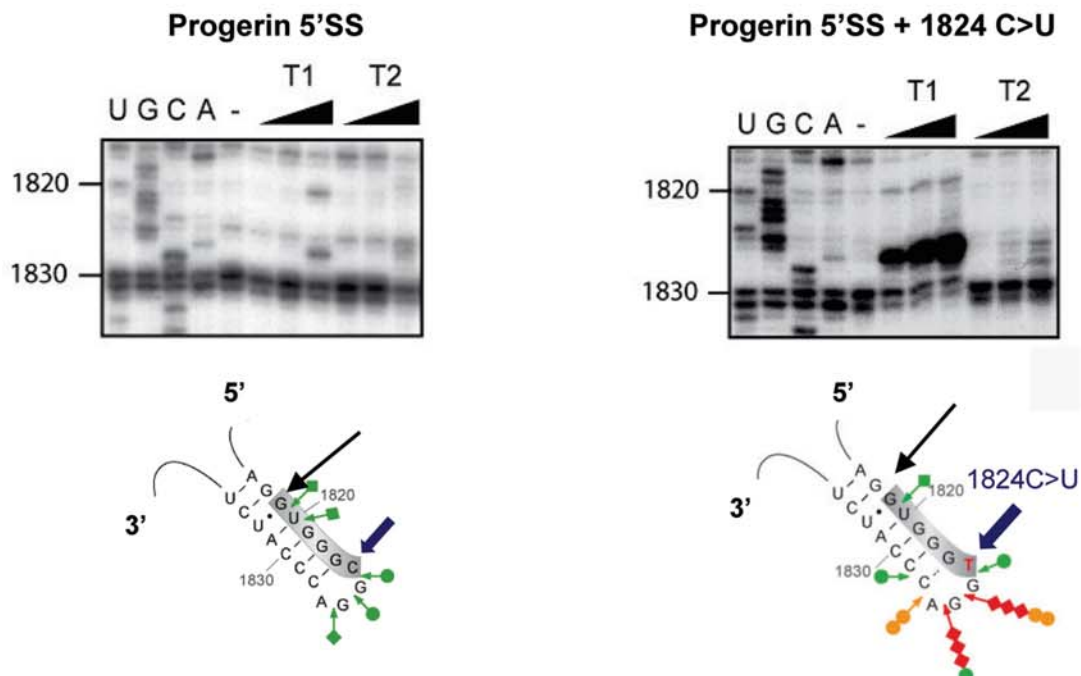 Progerin 5'SS
T1 T2
U G C A -
1820
1830
5'
3'
A G G U G G G C G G A C C C A U C U
1820
1830
Progerin 5'SS + 1824 C>U
T1 T2
U G C A -
1820
1830
5'
3'
1824C>U
A G G U G G G T G G A C C C A U C U
1820
1830